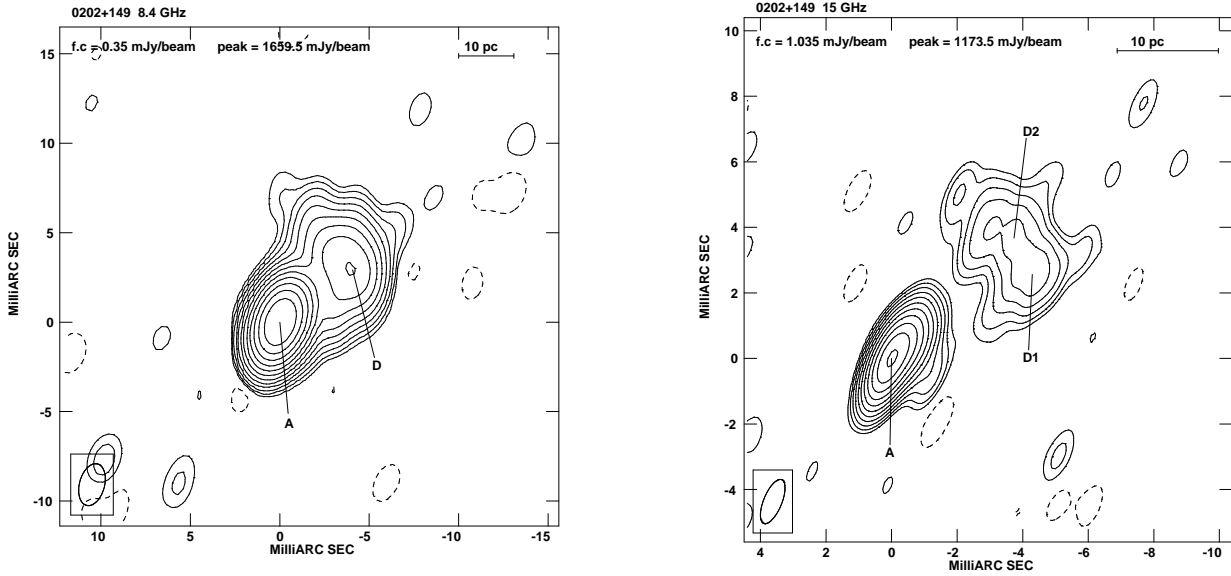 0202+149 8.4 GHz
f.c = 0.35 mJy/beam peak = 1659.5 mJy/beam
10 pc
15
10
5
0
-5
-10
MilliARC SEC
D
A
10 5 0 -5 -10 -15
MilliARC SEC
0202+149 15 GHz
f.c = 1.035 mJy/beam peak = 1173.5 mJy/beam
10 pc
10
8
6
4
2
0
-2
-4
MilliARC SEC
D2
D1
A
4 2 0 -2 -4 -6 -8 -10
MilliARC SEC